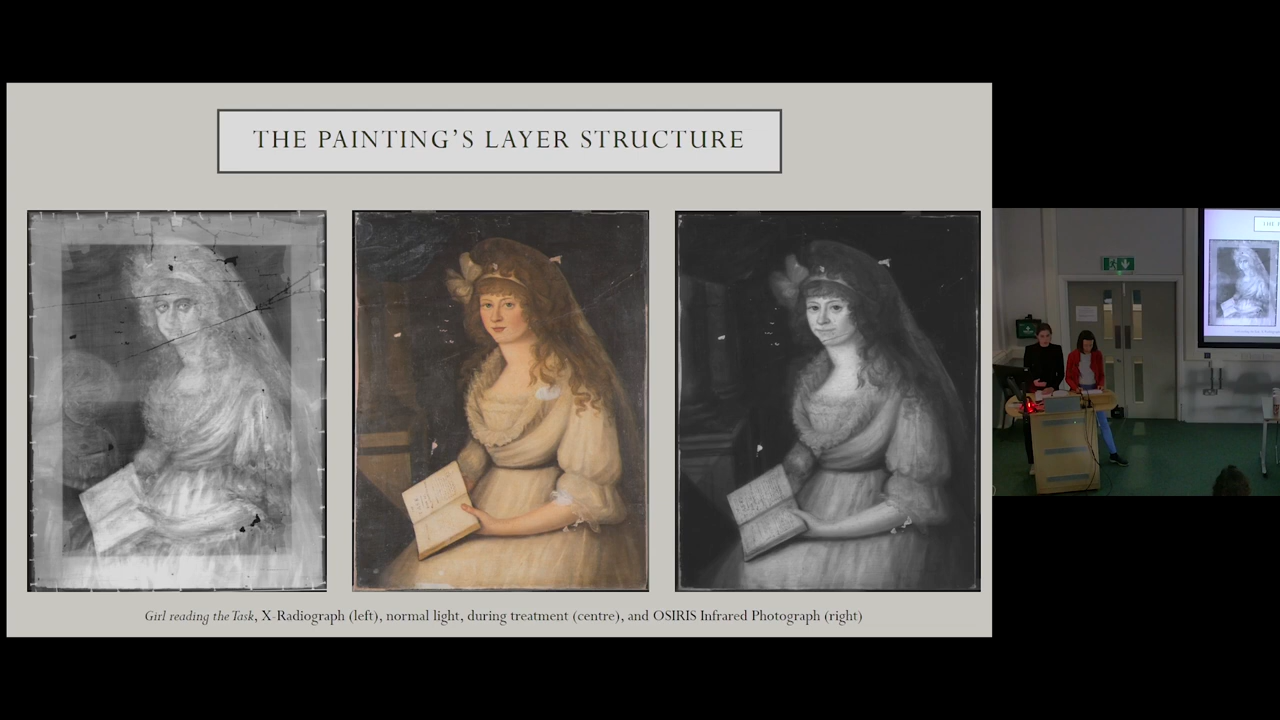 THE PAINTING'S LAYER STRUCTURE
Girl reading the Task, X-Radiograph (left), normal light, during treatment (centre), and OSIRIS Infrared Photograph (right)